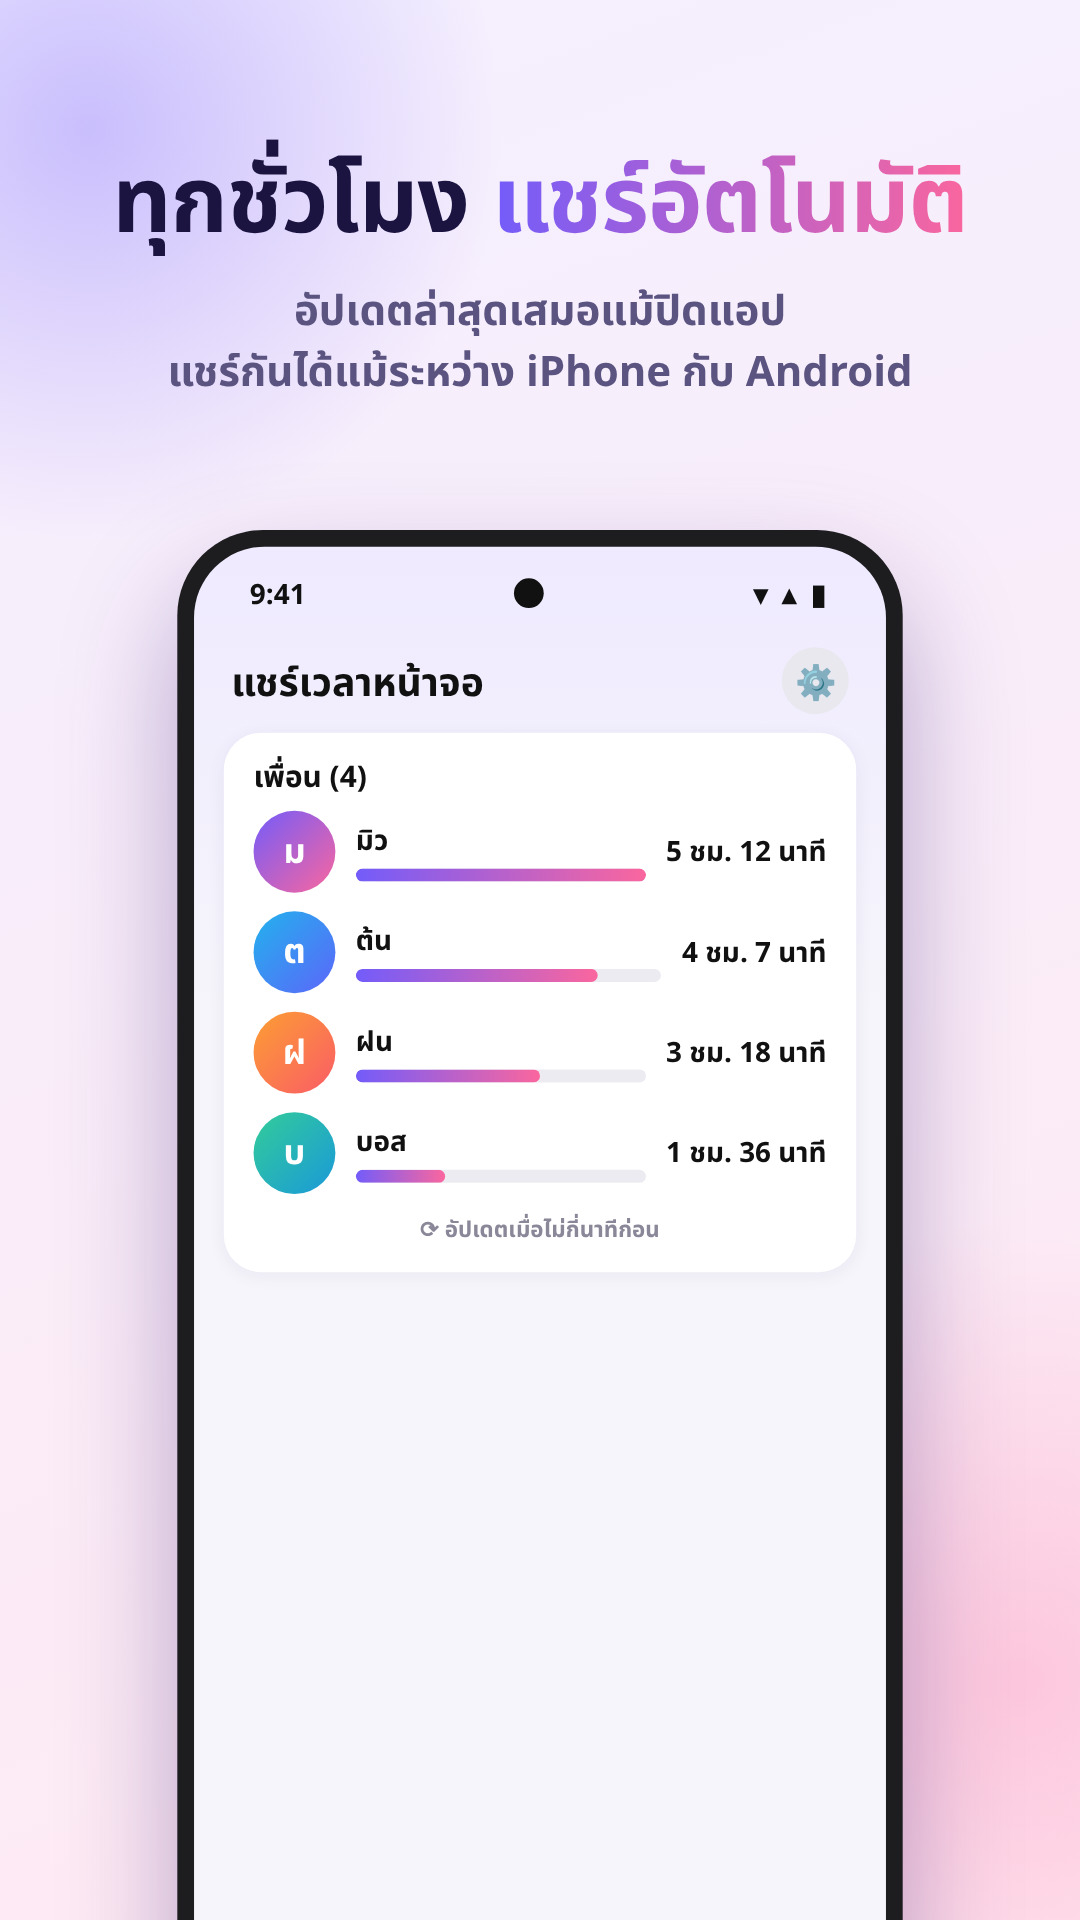 ทุกชั่วโมง แชร์อัตโนมัติ
อัปเดตล่าสุดเสมอแม้ปิดแอป
แชร์กันได้แม้ระหว่าง iPhone กับ Android
9:41
แชร์เวลาหน้าจอ
เพื่อน (4)
ม
มิว
5 ชม. 12 นาที
ต
ต้น
4 ชม. 7 นาที
ฝ
ฝน
3 ชม. 18 นาที
บ
บอส
1 ชม. 36 นาที
⟳ อัปเดตเมื่อไม่กี่นาทีก่อน